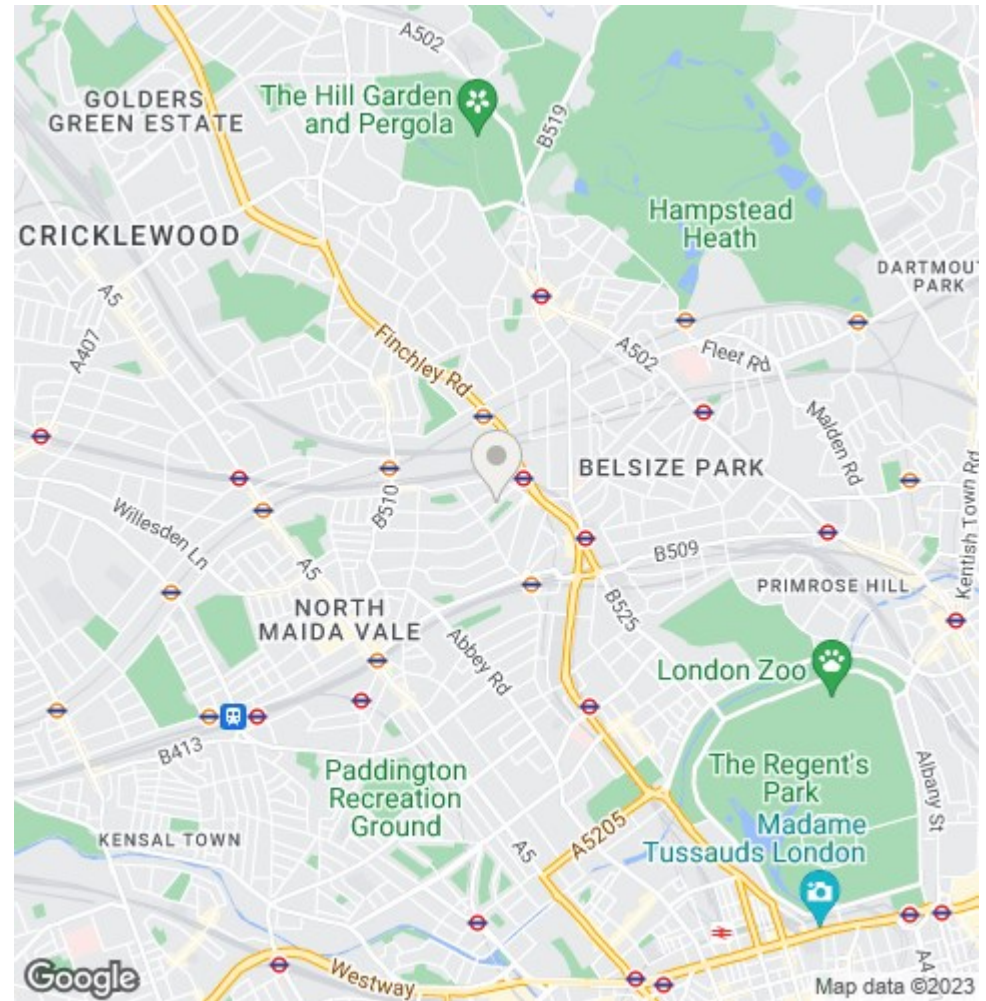 A502
GOLDERS
GREEN ESTATE
The Hill Garden
and Pergola
B519
Hampstead
Heath
CRICKLEWOOD
DARTMOU
PARK
A5
A407
Finchley Rd
A502
Fleet Rd
Malden Rd
BELSIZE PARK
B510
Willesden Ln
Kentish Town Rd
A5
B509
PRIMROSE HILL
NORTH
MAIDA VALE
B525
Abbey Rd
London Zoo
B413
Paddington
Recreation
Ground
The Regent's
Park
Albany St
Madame
Tussauds London
KENSAL TOWN
A5
A5205
Westway
A4
Google
Map data ©2023